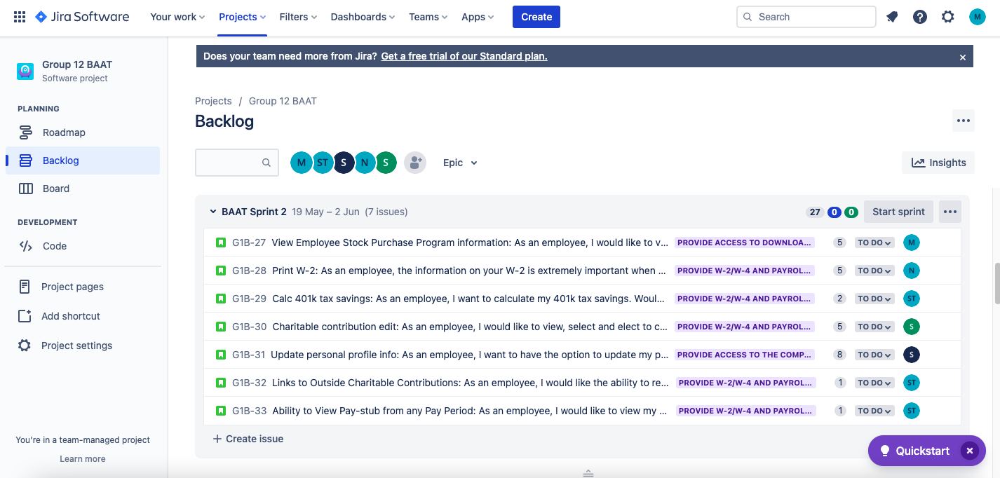 Jira Software Your work Projects Filters Dashboards Teams Apps Create Search M
Does your team need more from Jira? Get a free trial of our Standard plan.
Group 12 BAAT
Software project
PLANNING
Roadmap
Backlog
Board
DEVELOPMENT
Code
Project pages
Add shortcut
Project settings
You're in a team-managed project
Learn more
Projects / Group 12 BAAT
Backlog
M ST S N S Epic Insights
BAAT Sprint 2 19 May – 2 Jun (7 issues) 27 0 0 Start sprint
G1B-27 View Employee Stock Purchase Program information: As an employee, I would like to v... PROVIDE ACCESS TO DOWNLOA... 5 TO DO M
G1B-28 Print W-2: As an employee, the information on your W-2 is extremely important when ... PROVIDE W-2/W-4 AND PAYROL... 5 TO DO N
G1B-29 Calc 401k tax savings: As an employee, I want to calculate my 401k tax savings. Woul... PROVIDE W-2/W-4 AND PAYROL... 2 TO DO ST
G1B-30 Charitable contribution edit: As an employee, I would like to view, select and elect to c... PROVIDE W-2/W-4 AND PAYROL... 5 TO DO S
G1B-31 Update personal profile info: As an employee, I want to have the option to update my p... PROVIDE ACCESS TO THE COMP... 8 TO DO S
G1B-32 Links to Outside Charitable Contributions: As an employee, I would like the ability to re... PROVIDE W-2/W-4 AND PAYROL... 1 TO DO ST
G1B-33 Ability to View Pay-stub from any Pay Period: As an employee, I would like to view my ... PROVIDE W-2/W-4 AND PAYROL... 1 TO DO ST
Create issue
Quickstart